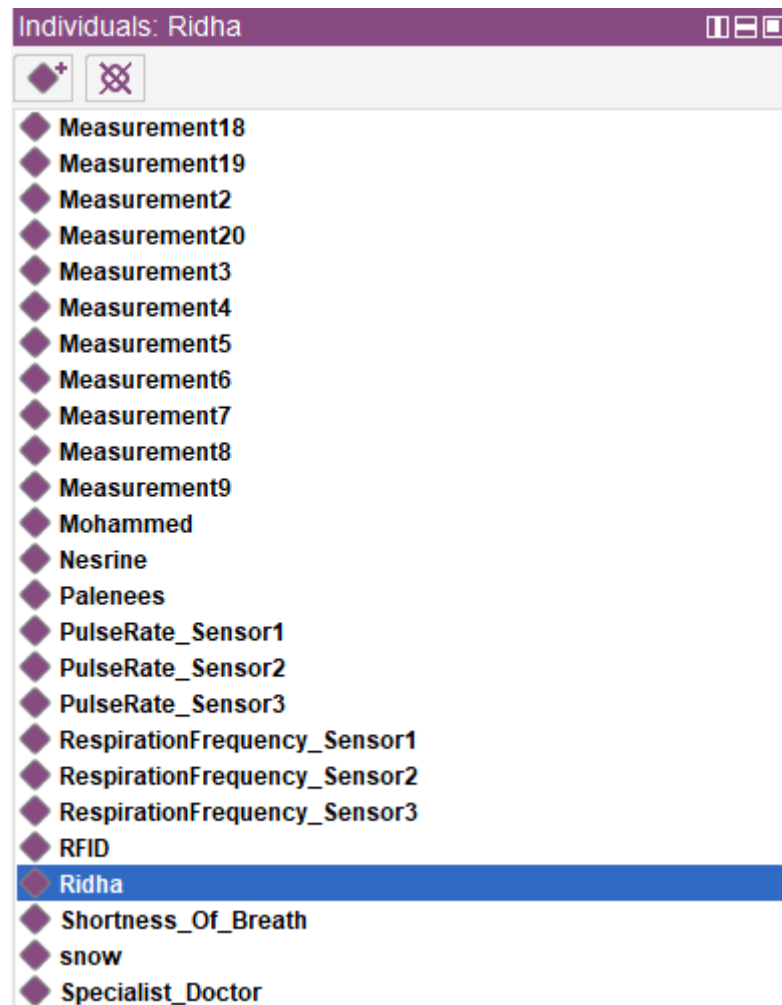 Individuals: Ridha
Measurement18
Measurement19
Measurement2
Measurement20
Measurement3
Measurement4
Measurement5
Measurement6
Measurement7
Measurement8
Measurement9
Mohammed
Nesrine
Palenees
PulseRate_Sensor1
PulseRate_Sensor2
PulseRate_Sensor3
RespirationFrequency_Sensor1
RespirationFrequency_Sensor2
RespirationFrequency_Sensor3
RFID
Ridha
Shortness_Of_Breath
snow
Specialist_Doctor